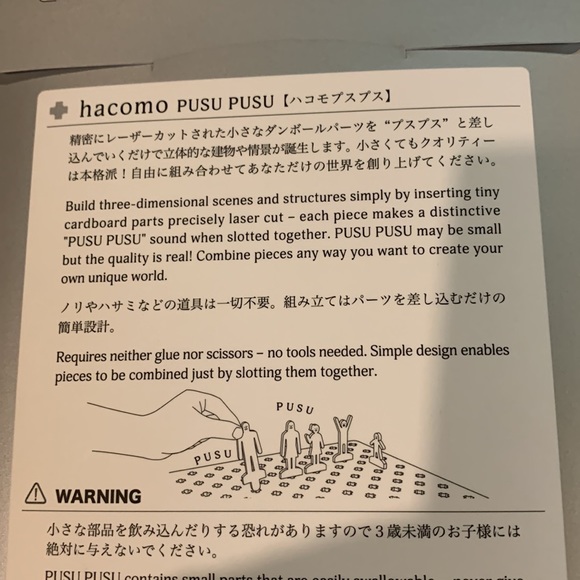 hacomo PUSU PUSU【ハコモプスプス】
精密にレーザーカットされた小さなダンボールパーツを“プスプス”と差し
込んでいくだけで立体的な建物や情景が誕生します。小さくてもクオリティー
は本格派！自由に組み合わせてあなただけの世界を創り上げてください。
Build three-dimensional scenes and structures simply by inserting tiny
cardboard parts precisely laser cut – each piece makes a distinctive
"PUSU PUSU" sound when slotted together. PUSU PUSU may be small
but the quality is real! Combine pieces any way you want to create your
own unique world.
ノリやハサミなどの道具は一切不要。組み立てはパーツを差し込むだけの
簡単設計。
Requires neither glue nor scissors – no tools needed. Simple design enables
pieces to be combined just by slotting them together.
PUSU
PUSU
WARNING
小さな部品を飲み込んだりする恐れがありますので３歳未満のお子様には
絶対に与えないでください。
PUSU PUSU contains small parts that are easily swallowable – never give